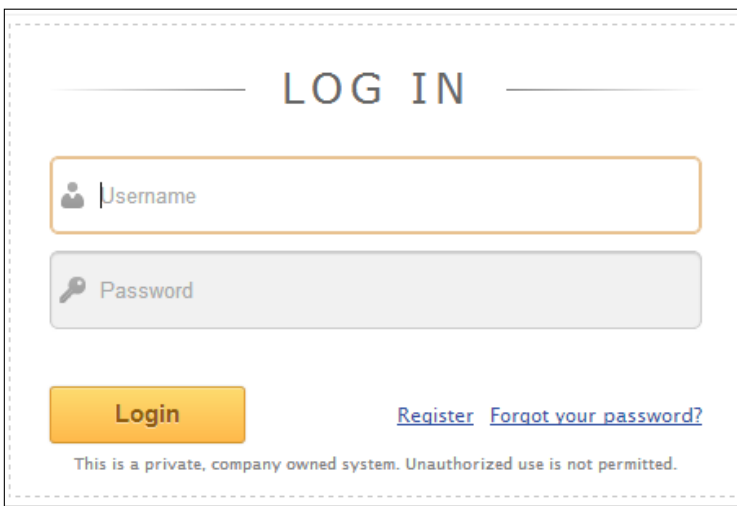 LOG IN
Username
Password
Login
Register Forgot your password?
This is a private, company owned system. Unauthorized use is not permitted.